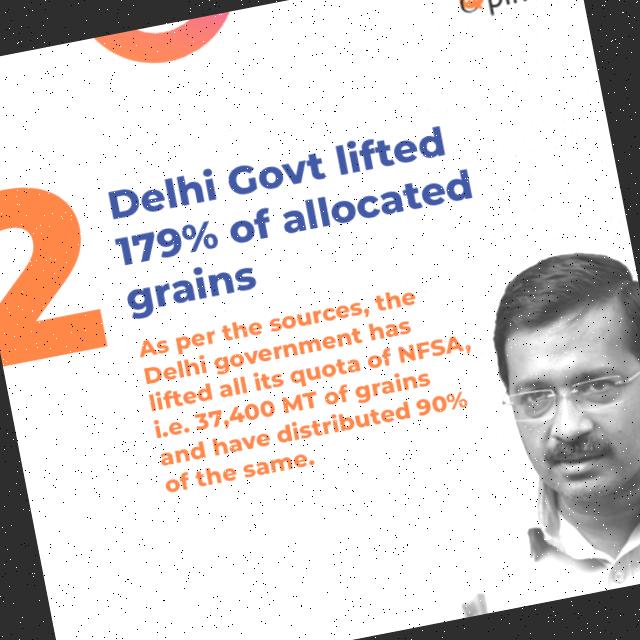 2
Delhi Govt lifted
179% of allocated
grains
As per the sources, the
Delhi government has
lifted all its quota of NFSA,
i.e. 37,400 MT of grains
and have distributed 90%
of the same.